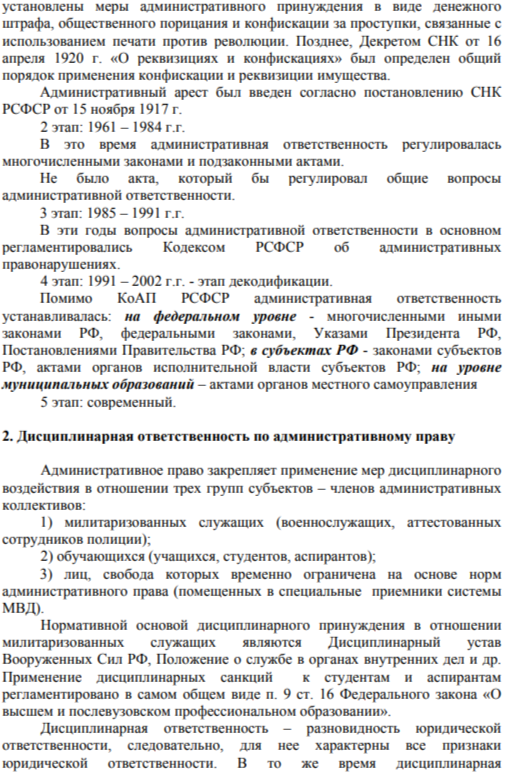 установлены меры административного принуждения в виде денежного
штрафа, общественного порицания и конфискации за проступки, связанные с
использованием печати против революции. Позднее, Декретом СНК от 16
апреля 1920 г. «О реквизициях и конфискациях» был определен общий
порядок применения конфискации и реквизиции имущества.
Административный арест был введен согласно постановлению СНК
РСФСР от 15 ноября 1917 г.
2 этап: 1961 – 1984 г.г.
В это время административная ответственность регулировалась
многочисленными законами и подзаконными актами.
Не было акта, который бы регулировал общие вопросы
административной ответственности.
3 этап: 1985 – 1991 г.г.
В эти годы вопросы административной ответственности в основном
регламентировались Кодексом РСФСР об административных
правонарушениях.
4 этап: 1991 – 2002 г.г. - этап декодификации.
Помимо КоАП РСФСР административная ответственность
устанавливалась: на федеральном уровне - многочисленными иными
законами РФ, федеральными законами, Указами Президента РФ,
Постановлениями Правительства РФ; в субъектах РФ - законами субъектов
РФ, актами органов исполнительной власти субъектов РФ; на уровне
муниципальных образований – актами органов местного самоуправления
5 этап: современный.
2. Дисциплинарная ответственность по административному праву
Административное право закрепляет применение мер дисциплинарного
воздействия в отношении трех групп субъектов – членов административных
коллективов:
1) милитаризованных служащих (военнослужащих, аттестованных
сотрудников полиции);
2) обучающихся (учащихся, студентов, аспирантов);
3) лиц, свобода которых временно ограничена на основе норм
административного права (помещенных в специальные приемники системы
МВД).
Нормативной основой дисциплинарного принуждения в отношении
милитаризованных служащих являются Дисциплинарный устав
Вооруженных Сил РФ, Положение о службе в органах внутренних дел и др.
Применение дисциплинарных санкций к студентам и аспирантам
регламентировано в самом общем виде п. 9 ст. 16 Федерального закона «О
высшем и послевузовском профессиональном образовании».
Дисциплинарная ответственность – разновидность юридической
ответственности, следовательно, для нее характерны все признаки
юридической ответственности. В то же время дисциплинарная